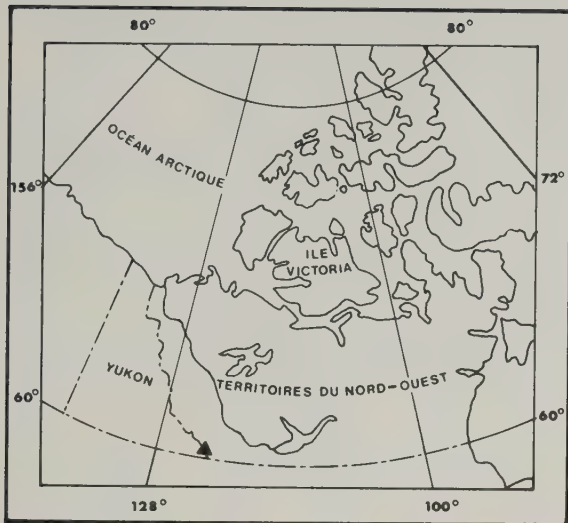 80° 80°
OCÉAN ARCTIQUE
156° 72°
ILE
VICTORIA
YUKON TERRITOIRES DU NORD-OUEST
60° 60°
128° 100°